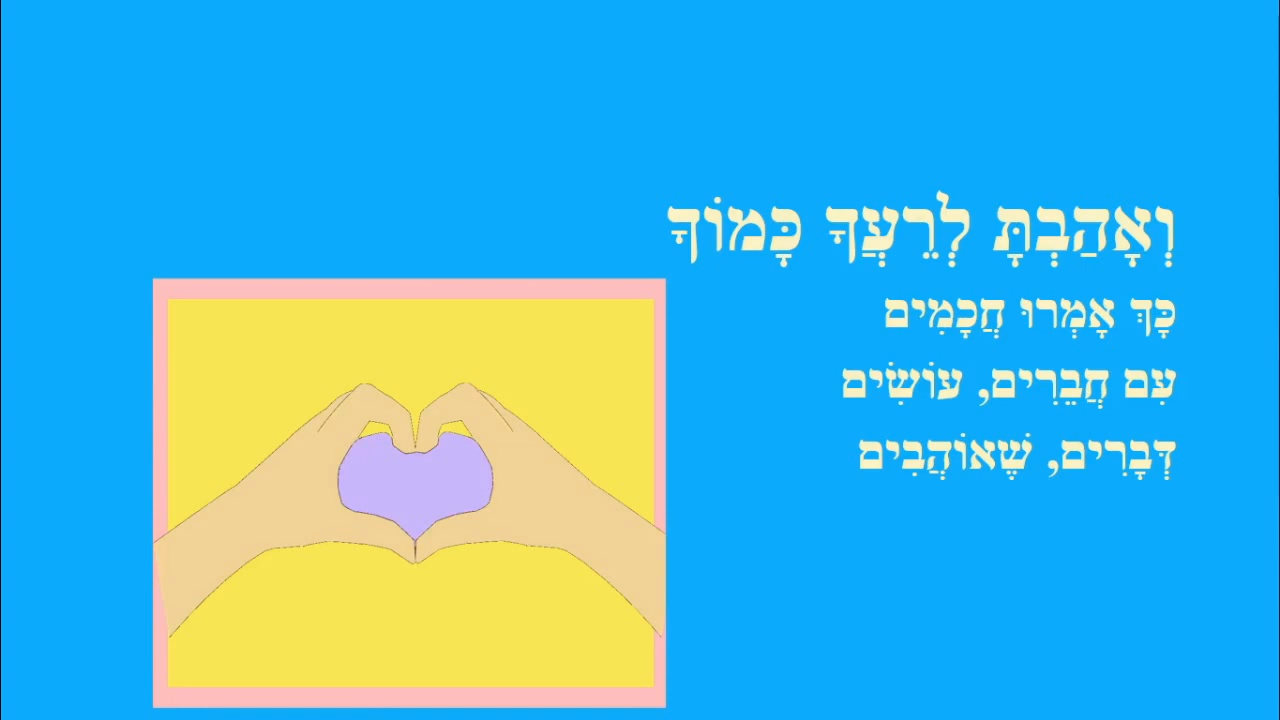 וְאָהַבְתָּ לְרֵעֲךָ כָּמוֹךָ
כָּךְ אָמְרוּ חֲכָמִים
עִם חֲבֵרִים, עוֹשִׂים
דְּבָרִים, שֶׁאוֹהֲבִים